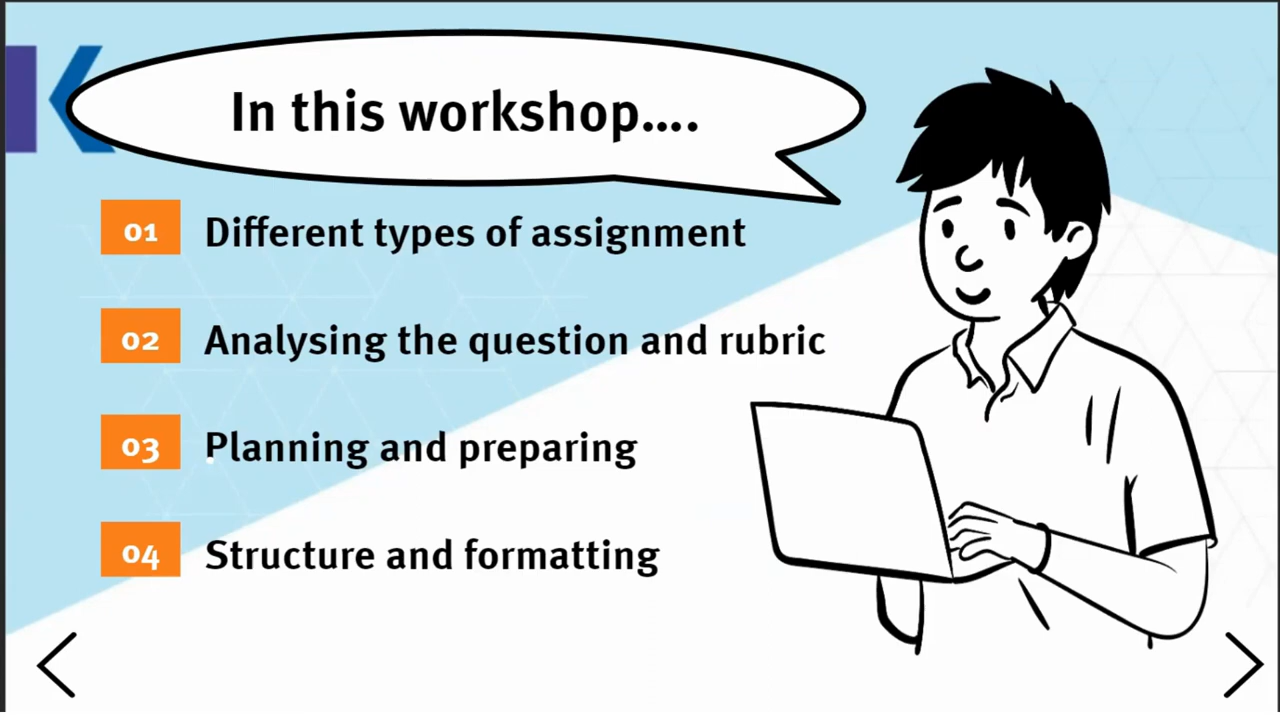 In this workshop....
01 Different types of assignment
02 Analysing the question and rubric
03 Planning and preparing
04 Structure and formatting